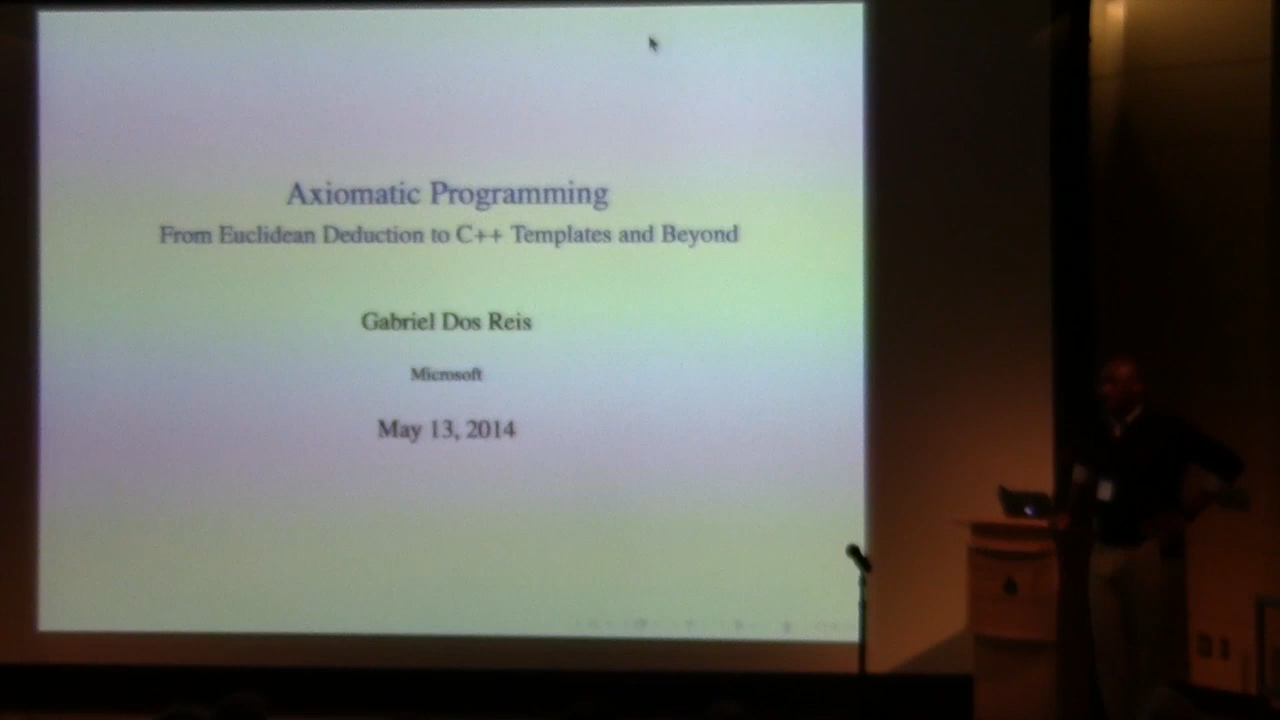 Axiomatic Programming
From Euclidean Deduction to C++ Templates and Beyond
Gabriel Dos Reis
Microsoft
May 13, 2014